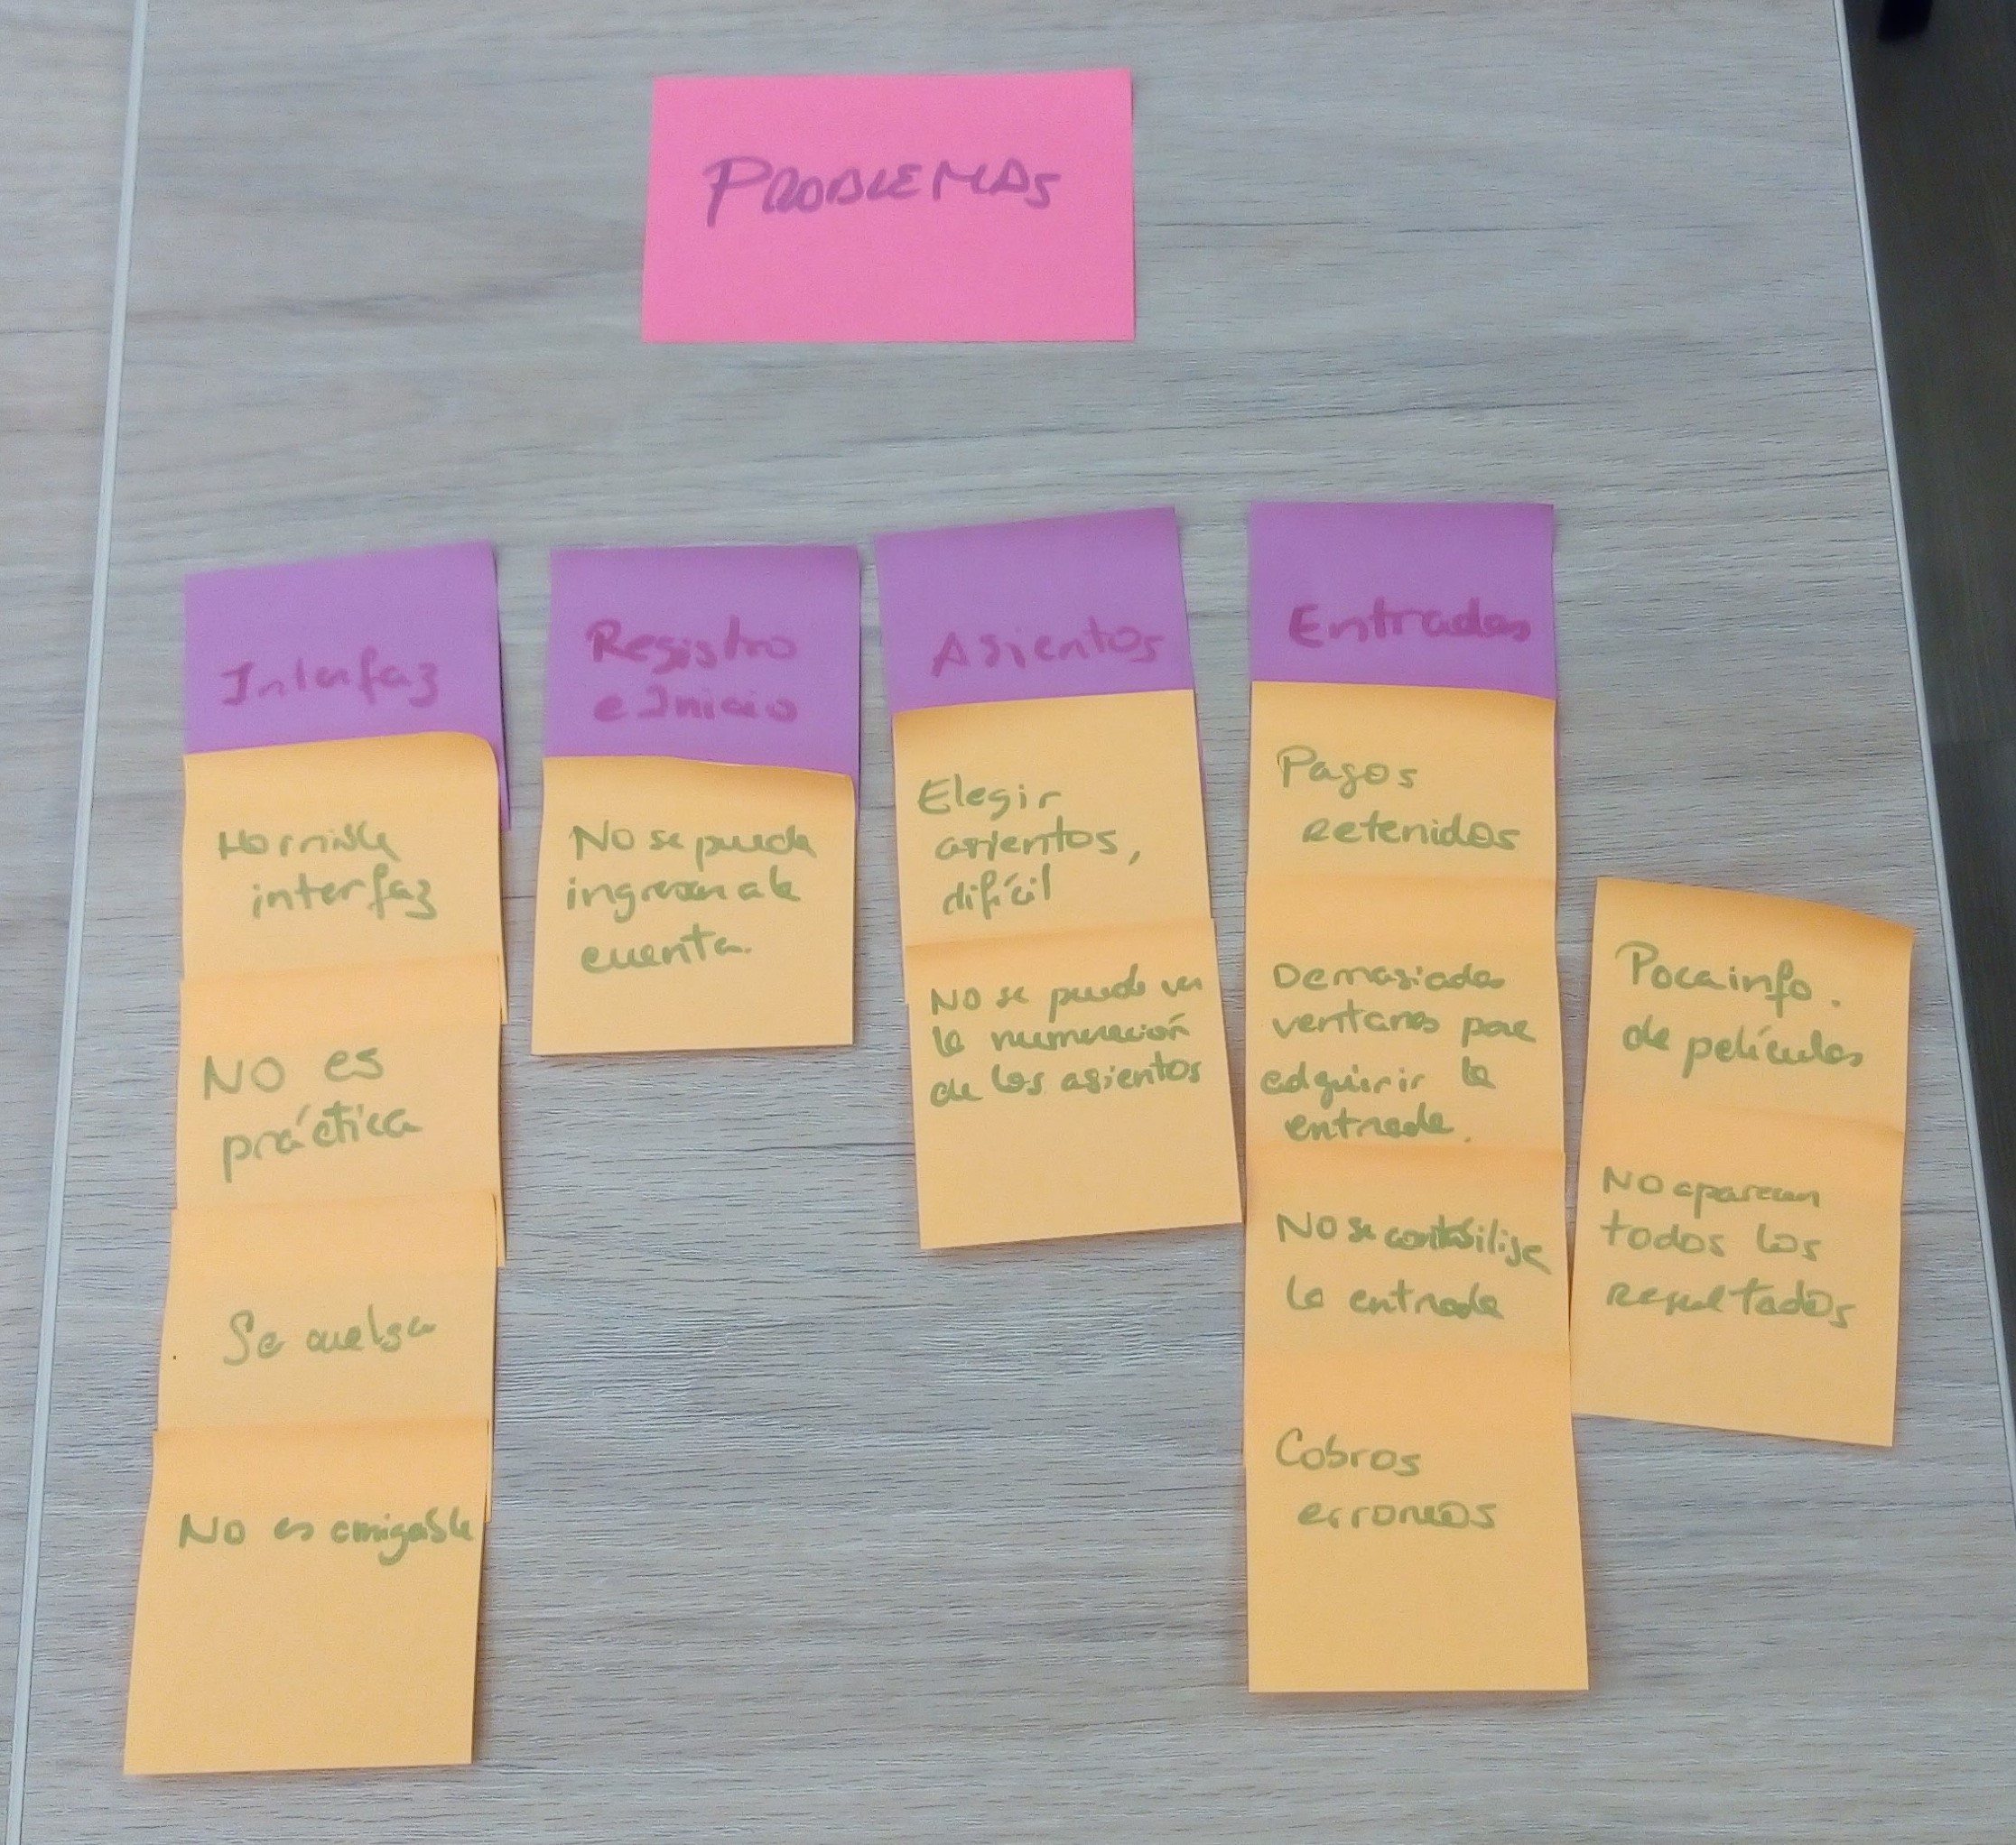 PROBLEMAS
Interfaz
Horrible
interfaz
NO es
práctica
Se cuelga
No es amigable
Registro
e Inicio
No se puede
ingresar a la
cuenta.
Asientos
Elegir
asientos,
difícil
No se puede ver
la numeración
de los asientos
Entradas
Pagos
retenidos
Demasiadas
ventanas para
adquirir la
entrada.
No se contabiliza
la entrada
Cobros
erroneos
Poca info.
de películas
No aparecen
todos los
resultados